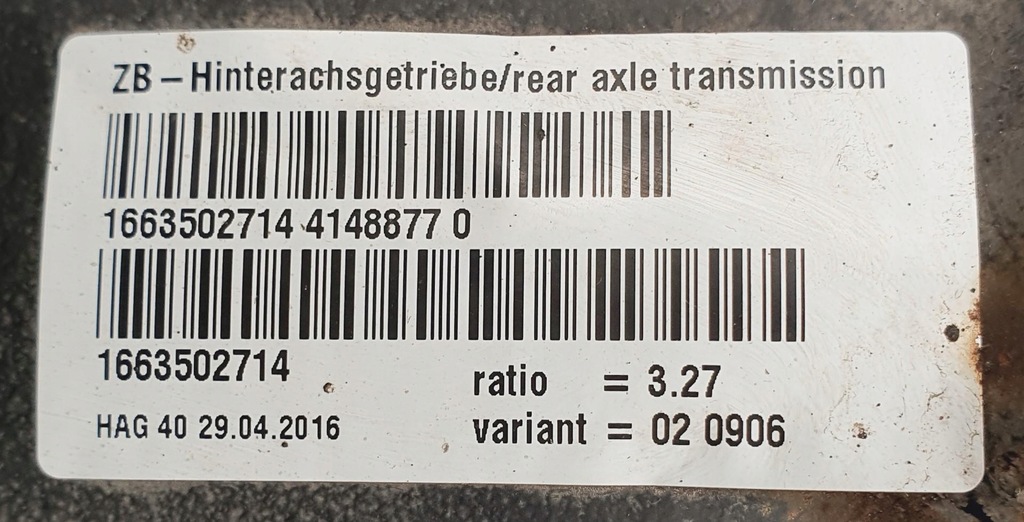 ZB – Hinterachsgetriebe/rear axle transmission
1663502714 4148877 0
1663502714
ratio = 3.27
HAG 40 29.04.2016
variant = 02 0906